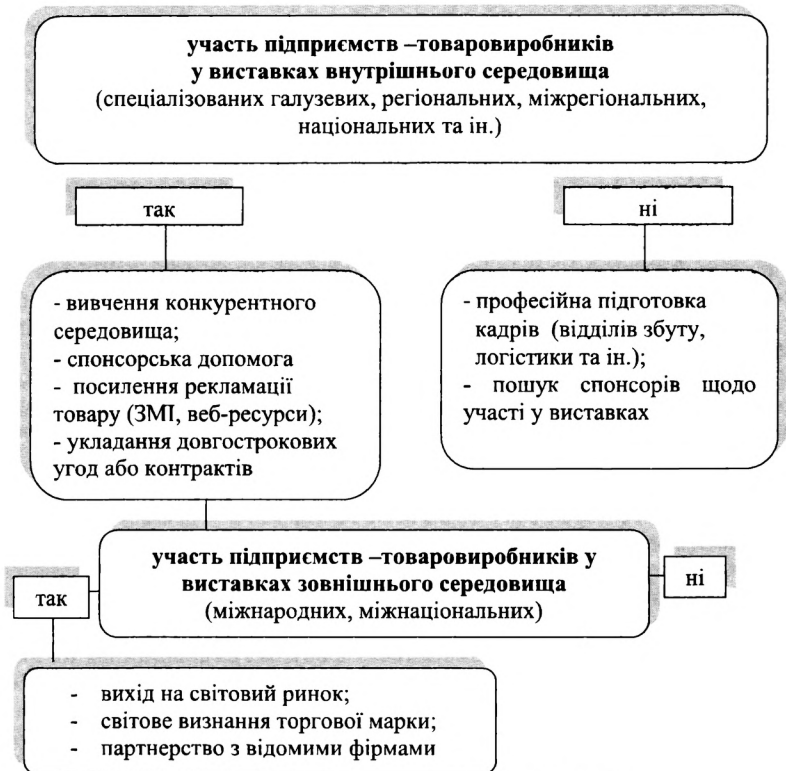 участь підприємств –товаровиробників
у виставках внутрішнього середовища
(спеціалізованих галузевих, регіональних, міжрегіональних,
національних та ін.)
так
ні
- вивчення конкурентного
середовища;
- спонсорська допомога
- посилення рекламації
товару (ЗМІ, веб-ресурси);
- укладання довгострокових
угод або контрактів
- професійна підготовка
кадрів (відділів збуту,
логістики та ін.);
- пошук спонсорів щодо
участі у виставках
участь підприємств –товаровиробників у
виставках зовнішнього середовища
(міжнародних, міжнаціональних)
так
ні
- вихід на світовий ринок;
- світове визнання торгової марки;
- партнерство з відомими фірмами